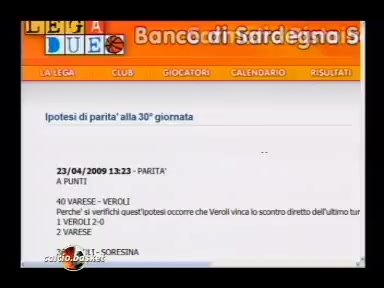 LEGA
DUE
Banco di Sardegna S
LA LEGA CLUB GIOCATORI CALENDARIO RISULTATI
Ipotesi di parita' alla 30° giornata
23/04/2009 13:23 - PARITA'
A PUNTI
40 VARESE - VEROLI
Perche' si verifichi quest'ipotesi occorre che Veroli vinca lo scontro diretto dell'ultimo tur
1 VEROLI 2-0
2 VARESE
SORESINA
calcio.basket